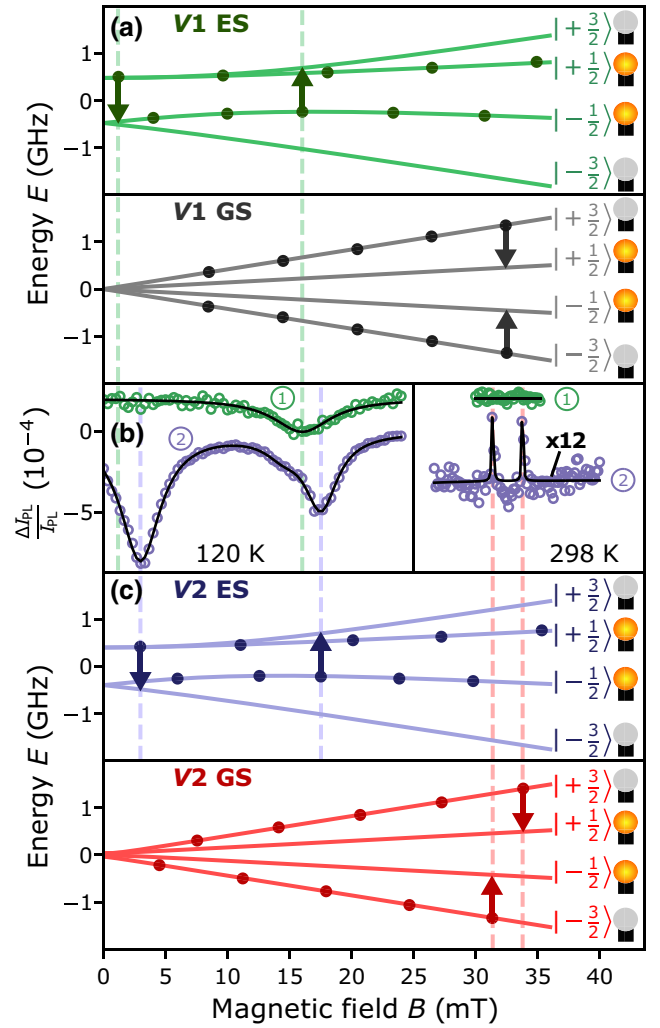 (a) V1 ES
1
0
−1
|+3/2⟩
|+1/2⟩
|−1/2⟩
|−3/2⟩
Energy E (GHz)
V1 GS
1
0
−1
|+3/2⟩
|+1/2⟩
|−1/2⟩
|−3/2⟩
(b)
ΔI_PL/I_PL (10⁻⁴)
0
−5
1
2
120 K
1
x12
2
298 K
(c) V2 ES
1
0
−1
|+3/2⟩
|+1/2⟩
|−1/2⟩
|−3/2⟩
Energy E (GHz)
V2 GS
1
0
−1
|+3/2⟩
|+1/2⟩
|−1/2⟩
|−3/2⟩
0 5 10 15 20 25 30 35 40
Magnetic field B (mT)